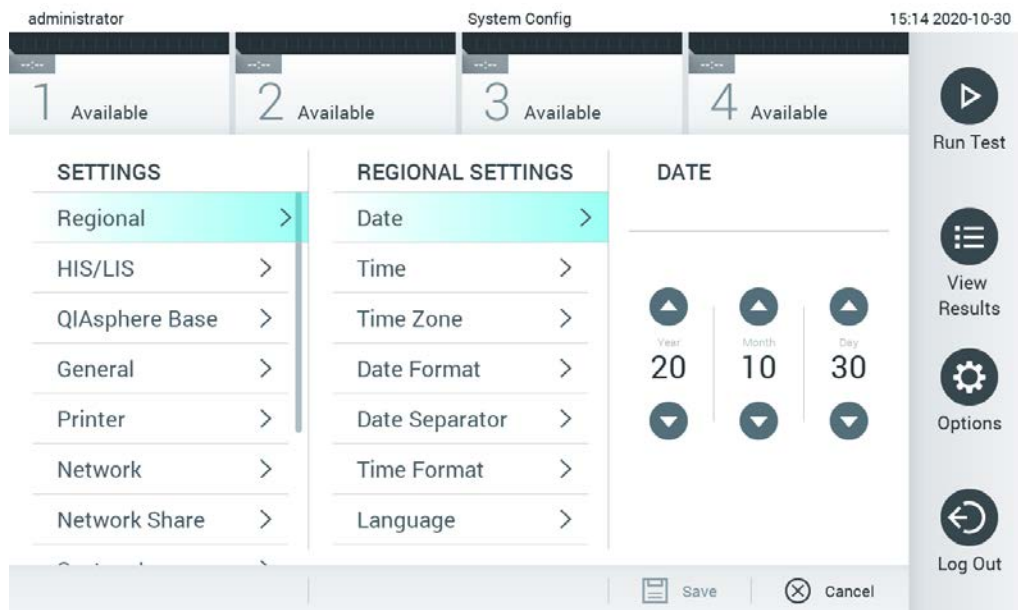 administrator
System Config
15:14 2020-10-30
--:--
--:--
--:--
--:--
1 Available
2 Available
3 Available
4 Available
Run Test
View
Results
Options
Log Out
SETTINGS
Regional
HIS/LIS
QIAsphere Base
General
Printer
Network
Network Share
REGIONAL SETTINGS
Date
Time
Time Zone
Date Format
Date Separator
Time Format
Language
DATE
Year
Month
Day
20
10
30
Save
Cancel